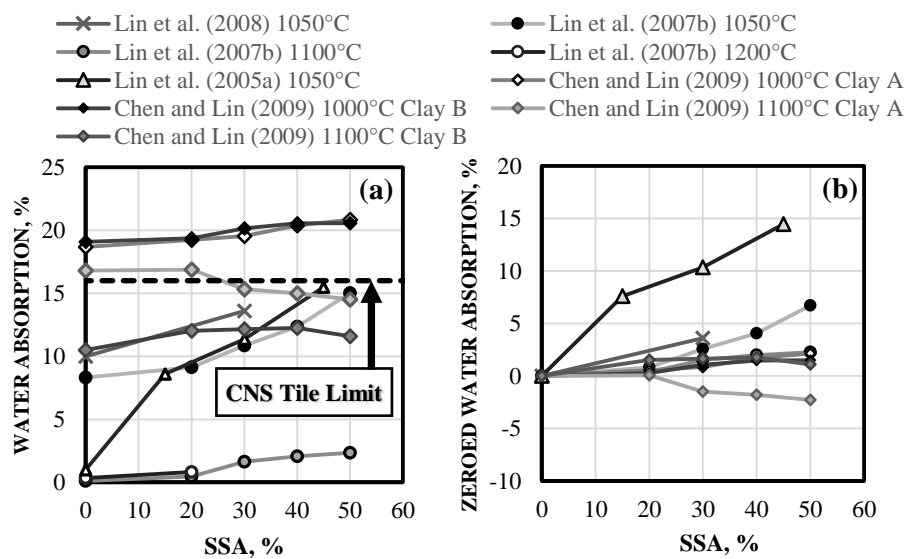 Lin et al. (2008) 1050°C
Lin et al. (2007b) 1050°C
Lin et al. (2007b) 1100°C
Lin et al. (2007b) 1200°C
Lin et al. (2005a) 1050°C
Chen and Lin (2009) 1000°C Clay A
Chen and Lin (2009) 1000°C Clay B
Chen and Lin (2009) 1100°C Clay A
Chen and Lin (2009) 1100°C Clay B
WATER ABSORPTION, %
25
20
15
10
5
0
(a)
CNS Tile Limit
0 10 20 30 40 50 60
SSA, %
ZEROED WATER ABSORPTION, %
20
15
10
5
0
-5
-10
(b)
0 10 20 30 40 50 60
SSA, %